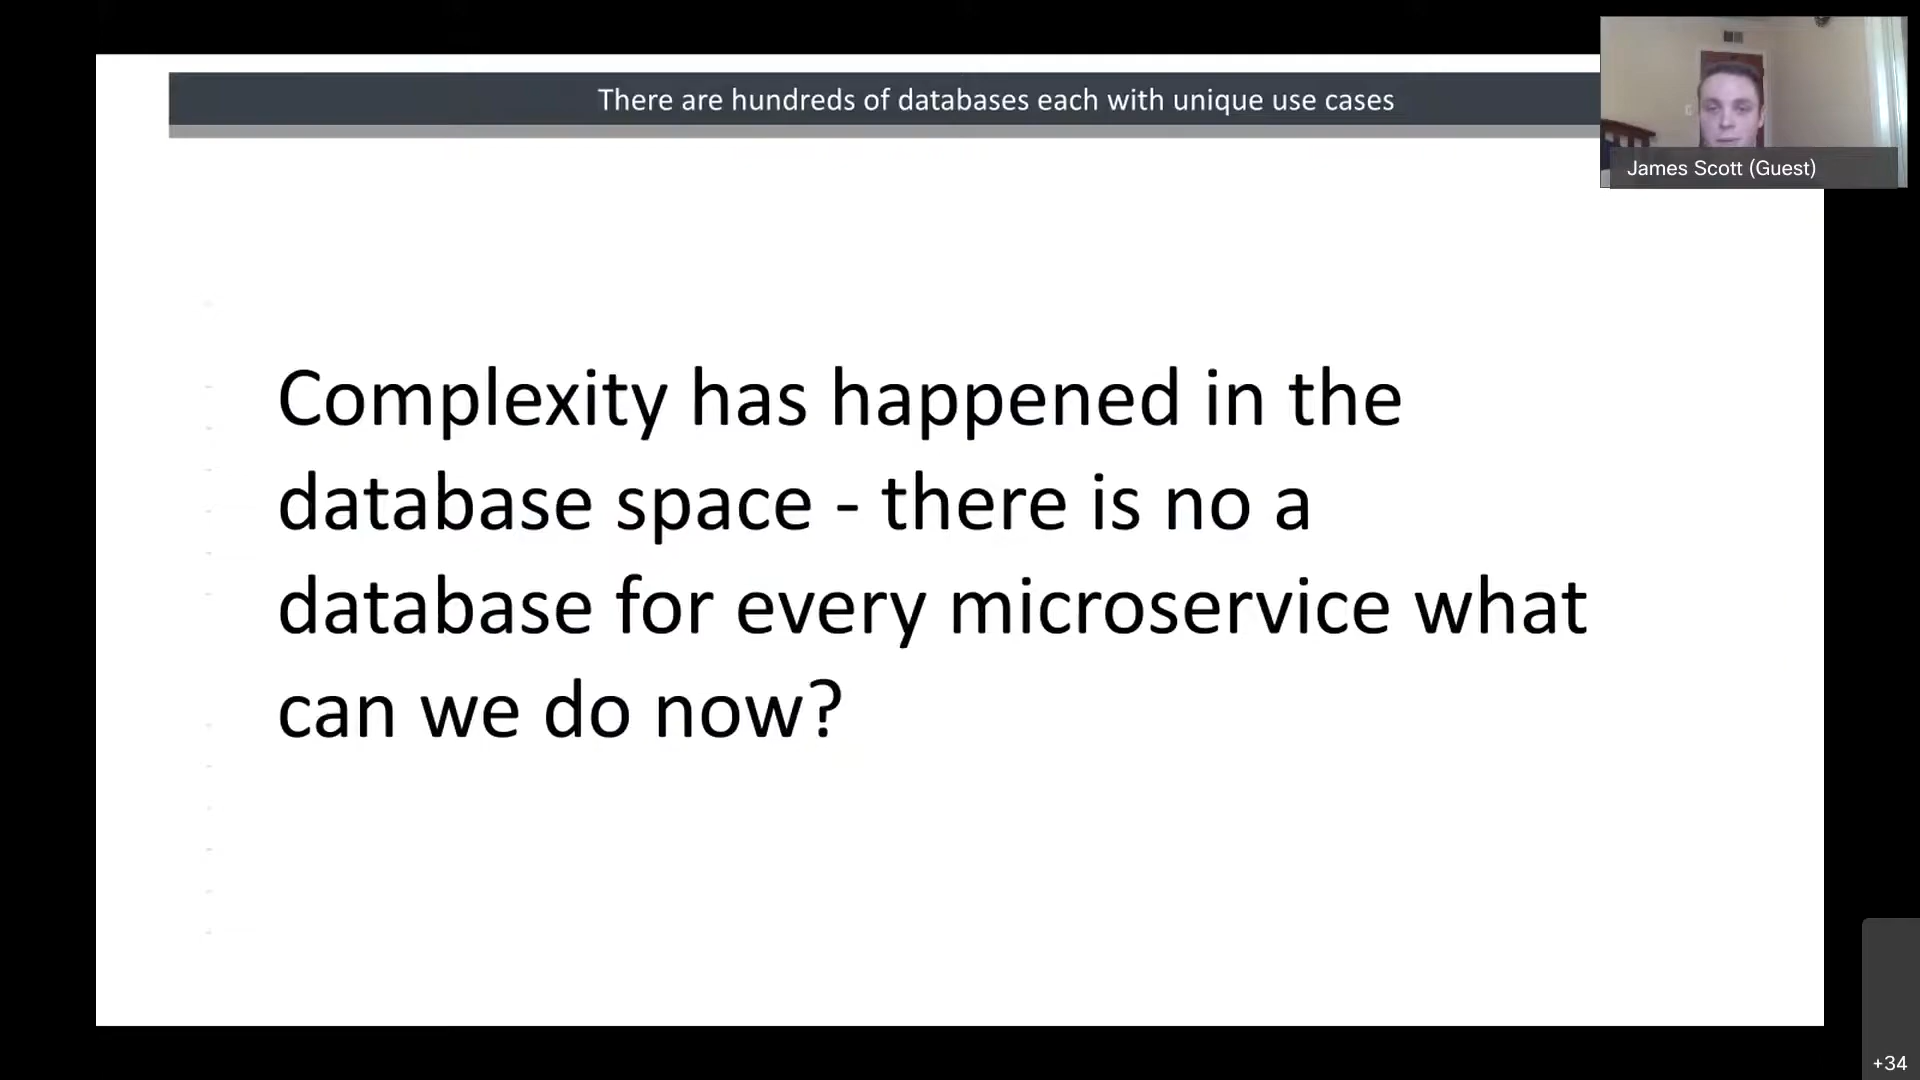 There are hundreds of databases each with unique use cases
James Scott (Guest)
Complexity has happened in the
database space - there is no a
database for every microservice what
can we do now?
+34